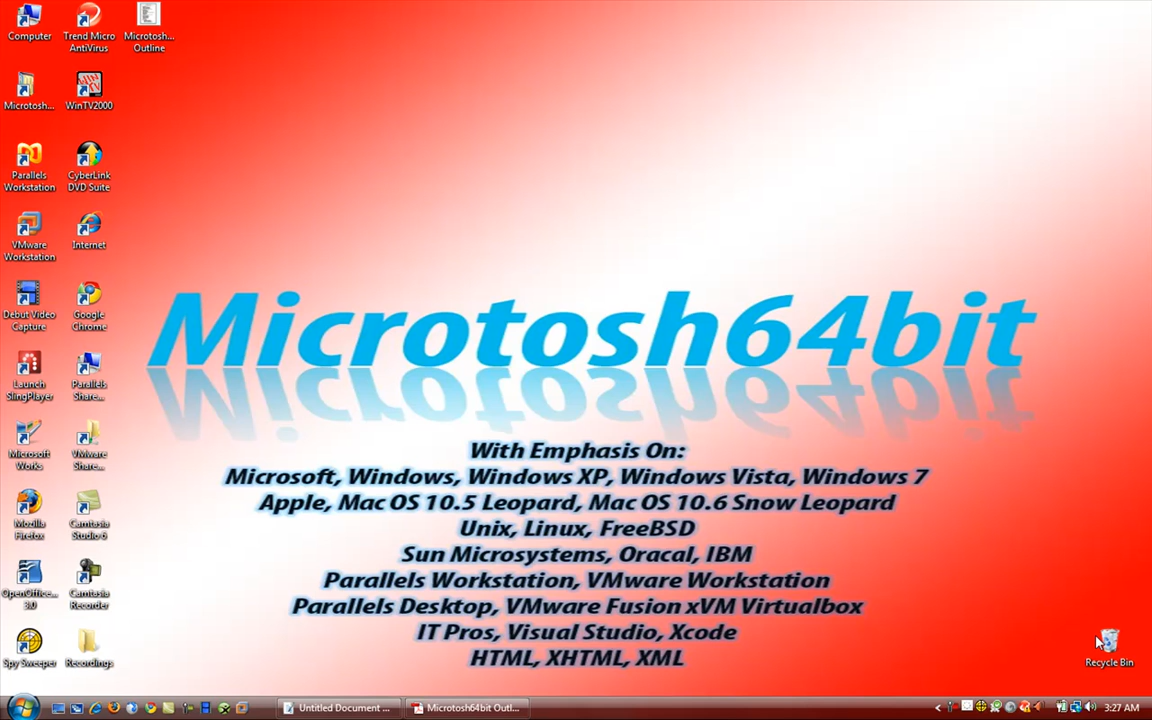 Computer
Trend Micro
AntiVirus
Microtosh...
Outline
Microtosh...
WinTV2000
Parallels
Workstation
CyberLink
DVD Suite
VMware
Workstation
Internet
Debut Video
Capture
Google
Chrome
Launch
SlingPlayer
Parallels
Share...
Microsoft
Works
VMware
Share...
Mozilla
Firefox
Camtasia
Studio 6
OpenOffice....
3.0
Camtasia
Recorder
Spy Sweeper
Recordings
Microtosh64bit
With Emphasis On:
Microsoft, Windows, Windows XP, Windows Vista, Windows 7
Apple, Mac OS 10.5 Leopard, Mac OS 10.6 Snow Leopard
Unix, Linux, FreeBSD
Sun Microsystems, Oracal, IBM
Parallels Workstation, VMware Workstation
Parallels Desktop, VMware Fusion xVM Virtualbox
IT Pros, Visual Studio, Xcode
HTML, XHTML, XML
Recycle Bin
Untitled Document ...
Microtosh64bit Outl...
3:27 AM